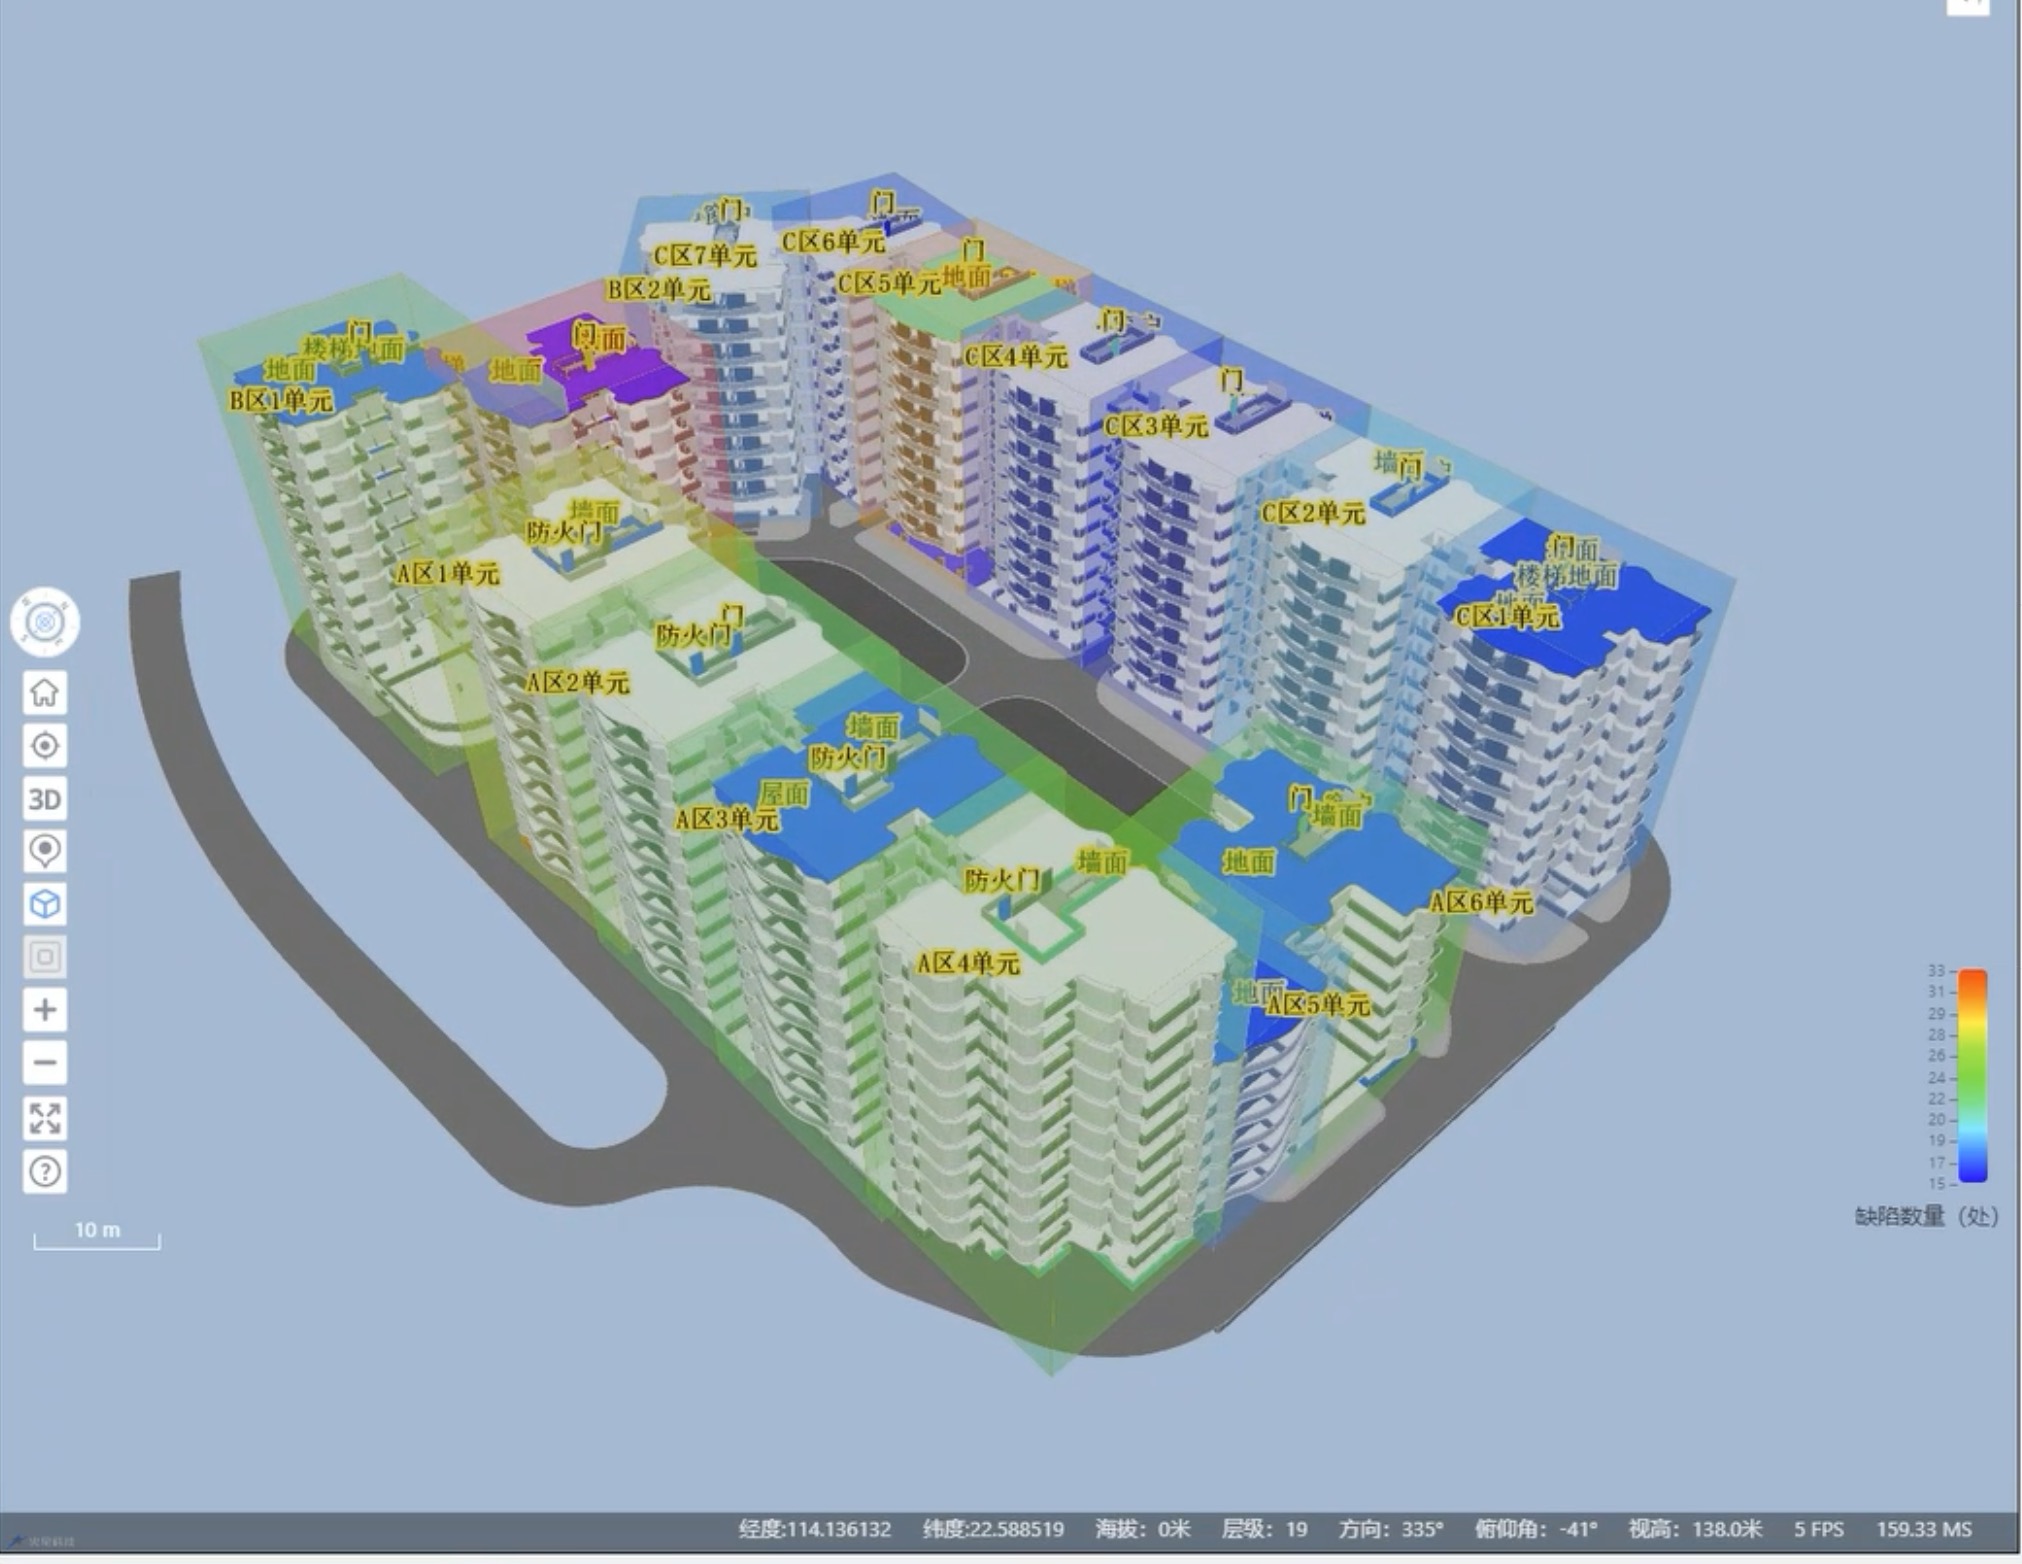 门
门
C区7单元
C区6单元
门
C区5单元
地面
B区2单元
门
楼梯
地面
地面
B区1单元
门
面
地面
梯
门
C区4单元
门
C区3单元
墙
门
C区2单元
墙面
防火门
A区1单元
门
面
楼梯地面
地面
C区1单元
门
防火门
A区2单元
墙面
防火门
屋面
A区3单元
门
墙面
地面
防火门
墙面
A区6单元
A区4单元
地面
A区5单元
3D
33
31
29
28
26
24
22
20
19
17
15
缺陷数量（处）
10 m
经度:114.136132 纬度:22.588519 海拔：0米 层级：19 方向：335° 俯仰角：-41° 视高：138.0米 5 FPS 159.33 MS